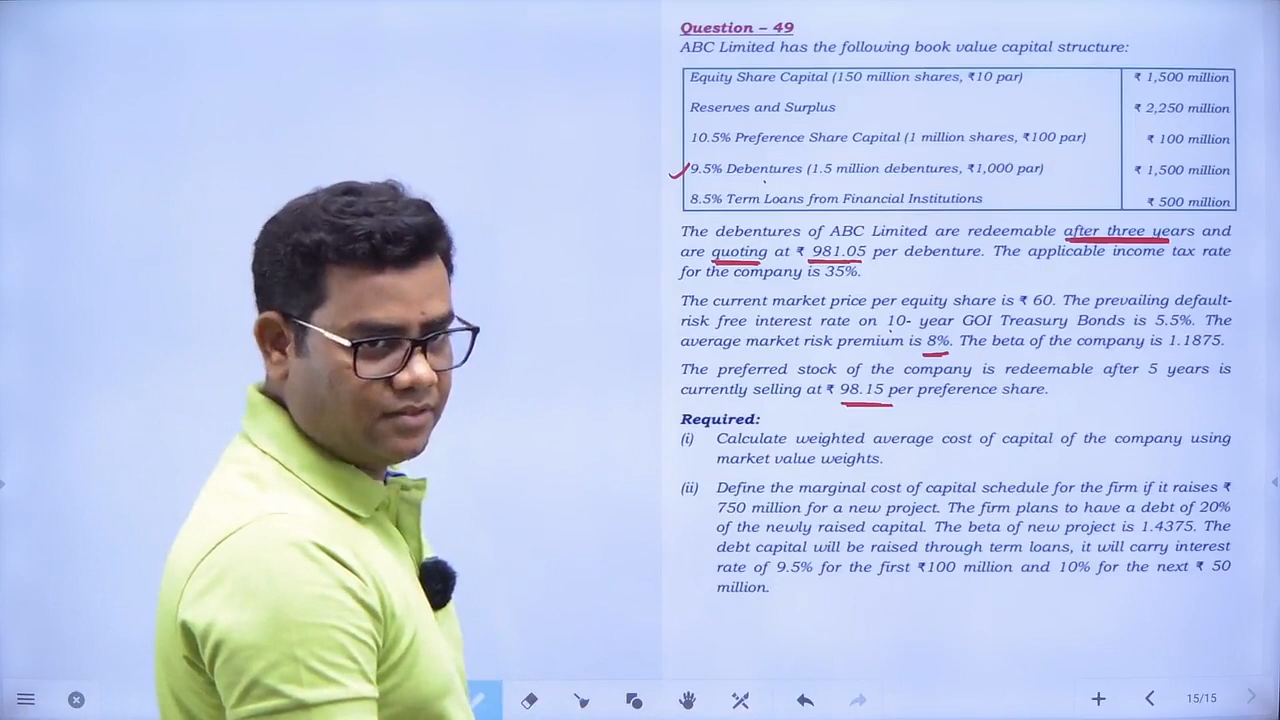 Question – 49
ABC Limited has the following book value capital structure:
Equity Share Capital (150 million shares, ₹10 par) ₹ 1,500 million
Reserves and Surplus ₹ 2,250 million
10.5% Preference Share Capital (1 million shares, ₹100 par) ₹ 100 million
9.5% Debentures (1.5 million debentures, ₹1,000 par) ₹ 1,500 million
8.5% Term Loans from Financial Institutions ₹ 500 million
The debentures of ABC Limited are redeemable after three years and
are quoting at ₹ 981.05 per debenture. The applicable income tax rate
for the company is 35%.
The current market price per equity share is ₹ 60. The prevailing default-
risk free interest rate on 10- year GOI Treasury Bonds is 5.5%. The
average market risk premium is 8%. The beta of the company is 1.1875.
The preferred stock of the company is redeemable after 5 years is
currently selling at ₹ 98.15 per preference share.
Required:
(i) Calculate weighted average cost of capital of the company using
market value weights.
(ii) Define the marginal cost of capital schedule for the firm if it raises ₹
750 million for a new project. The firm plans to have a debt of 20%
of the newly raised capital. The beta of new project is 1.4375. The
debt capital will be raised through term loans, it will carry interest
rate of 9.5% for the first ₹100 million and 10% for the next ₹ 50
million.
15/15